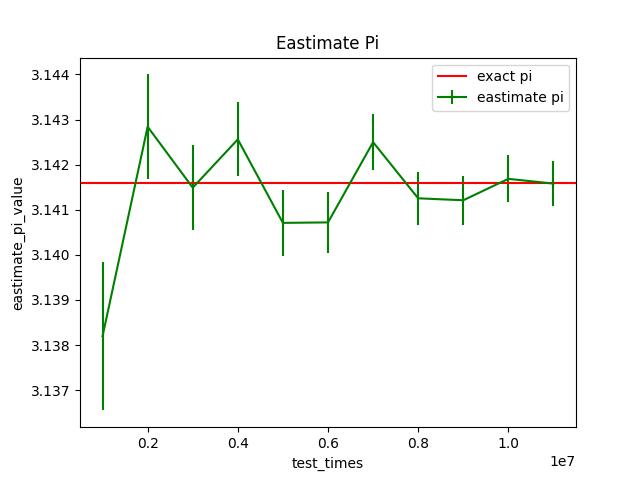 Eastimate Pi
exact pi
eastimate pi
3.144
3.143
3.142
3.141
3.140
3.139
3.138
3.137
eastimate_pi_value
0.2 0.4 0.6 0.8 1.0
1e7
test_times